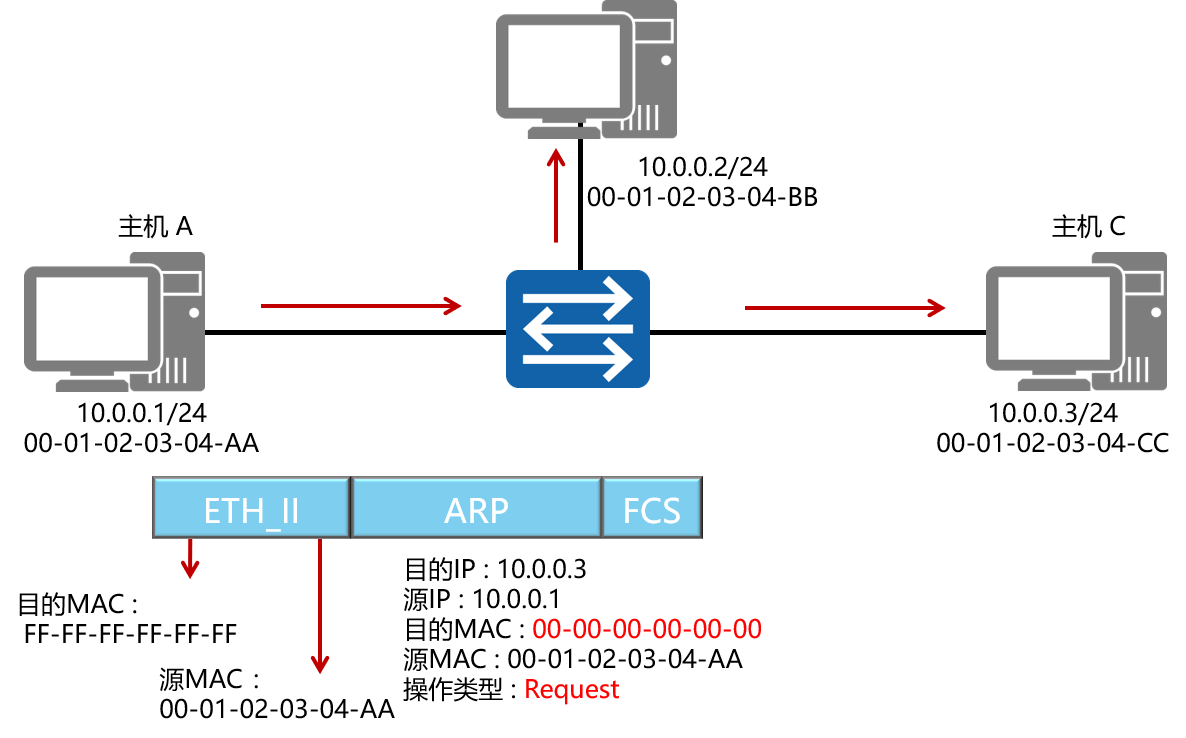 10.0.0.2/24
00-01-02-03-04-BB
主机 A
主机 C
10.0.0.1/24
00-01-02-03-04-AA
10.0.0.3/24
00-01-02-03-04-CC
ETH_II
ARP
FCS
目的MAC :
FF-FF-FF-FF-FF-FF
源MAC :
00-01-02-03-04-AA
目的IP : 10.0.0.3
源IP : 10.0.0.1
目的MAC : 00-00-00-00-00-00
源MAC : 00-01-02-03-04-AA
操作类型 : Request